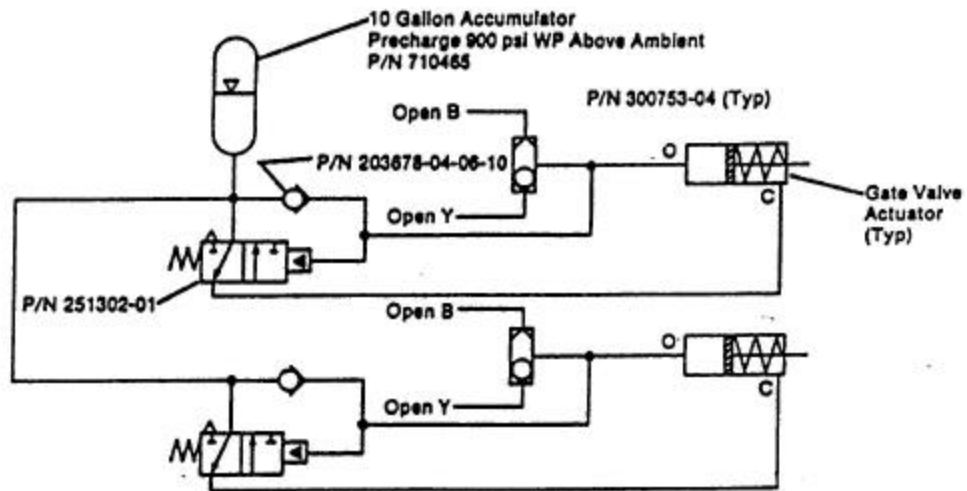 10 Gallon Accumulator
Precharge 900 psi WP Above Ambient
P/N 710465
Open B
P/N 300753-04 (Typ)
P/N 203678-04-06-10
O
Open Y
C
Gate Valve
Actuator
(Typ)
P/N 251302-01
Open B
O
Open Y
C